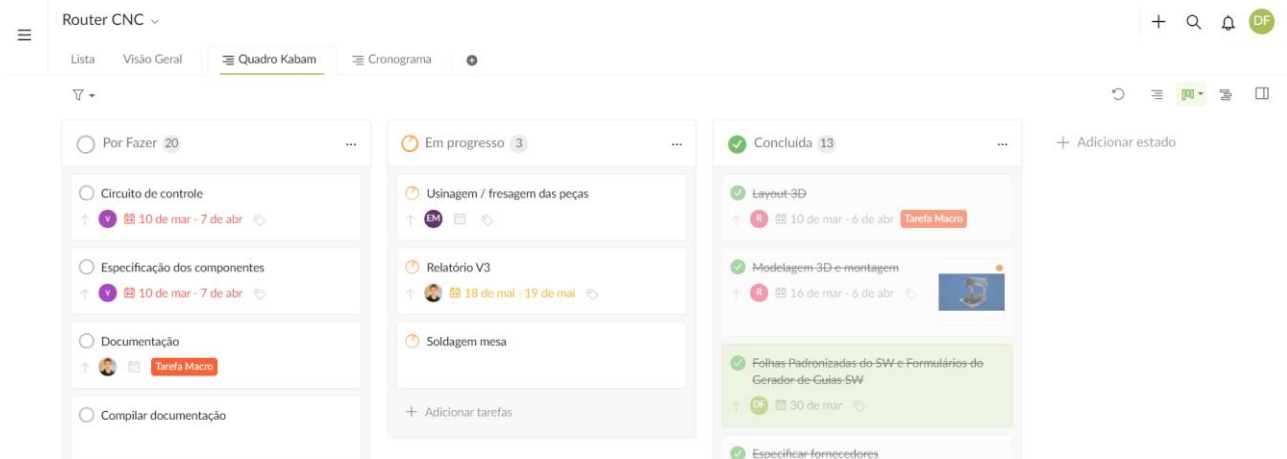 Router CNC
DF
Lista Visão Geral Quadro Kabam Cronograma
Por Fazer 20
Circuito de controle
V 10 de mar - 7 de abr
Especificação dos componentes
V 10 de mar - 7 de abr
Documentação
Tarefa Macro
Compilar documentação
Em progresso 3
Usinagem / fresagem das peças
EM
Relatório V3
18 de mai - 19 de mai
Soldagem mesa
+ Adicionar tarefas
Concluída 13
Layout 3D
R 10 de mar - 6 de abr Tarefa Macro
Modelagem 3D e montagem
R 16 de mar - 6 de abr
Folhas Padronizadas do SW e Formulários do
Gerador de Guias SW
DF 30 de mar
Especificar fornecedores
+ Adicionar estado